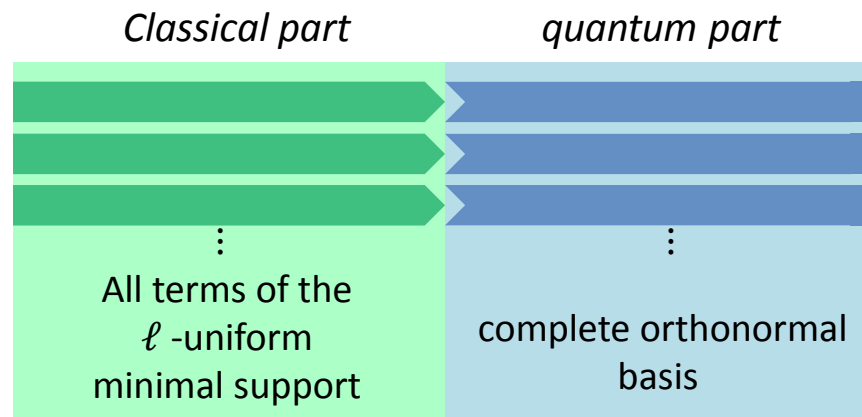 Classical part
quantum part
⋮
All terms of the
ℓ -uniform
minimal support
⋮
complete orthonormal
basis